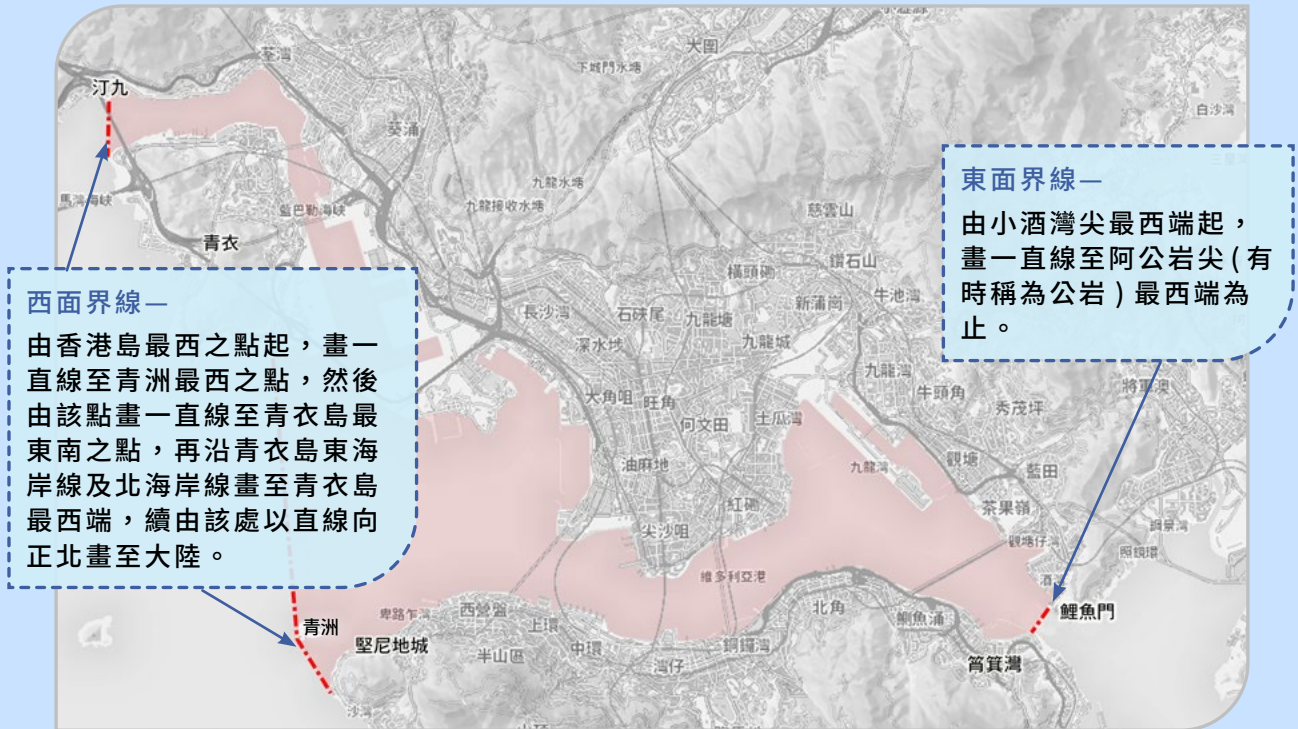 大圍
荃灣
下城門水塘
汀九
白沙灣
葵涌
東面界線—
由小酒灣尖最西端起，
畫一直線至阿公岩尖(有
時稱為公岩)最西端為
止。
九龍水塘
馬灣海峽
藍巴勒海峽
九龍接收水塘
慈雲山
青衣
鑽石山
橫頭磡
西面界線—
由香港島最西之點起，畫一
直線至青洲最西之點，然後
由該點畫一直線至青衣島最
東南之點，再沿青衣島東海
岸線及北海岸線畫至青衣島
最西端，續由該處以直線向
正北畫至大陸。
牛池灣
新蒲崗
長沙灣
石硤尾
九龍塘
深水埗
九龍城
九龍灣
將軍澳
大角咀
旺角
牛頭角
秀茂坪
何文田
土瓜灣
油麻地
九龍灣
觀塘
藍田
紅磡
茶果嶺
尖沙咀
觀塘仔灣
照鏡環
維多利亞港
卑路乍灣
西營盤
北角
鯉魚門
青洲
上環
鰂魚涌
堅尼地城
中環
銅鑼灣
半山區
灣仔
筲箕灣
沙灣